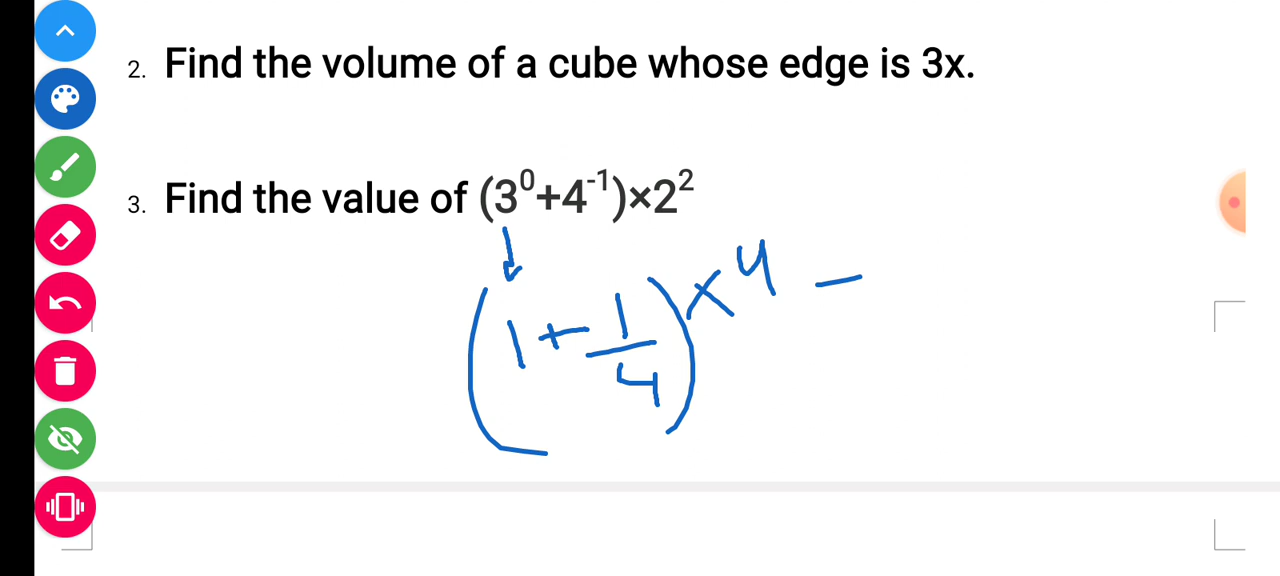 2. Find the volume of a cube whose edge is 3x.
3. Find the value of (3⁰+4⁻¹)×2²
(1 + 1/4) × 4 −